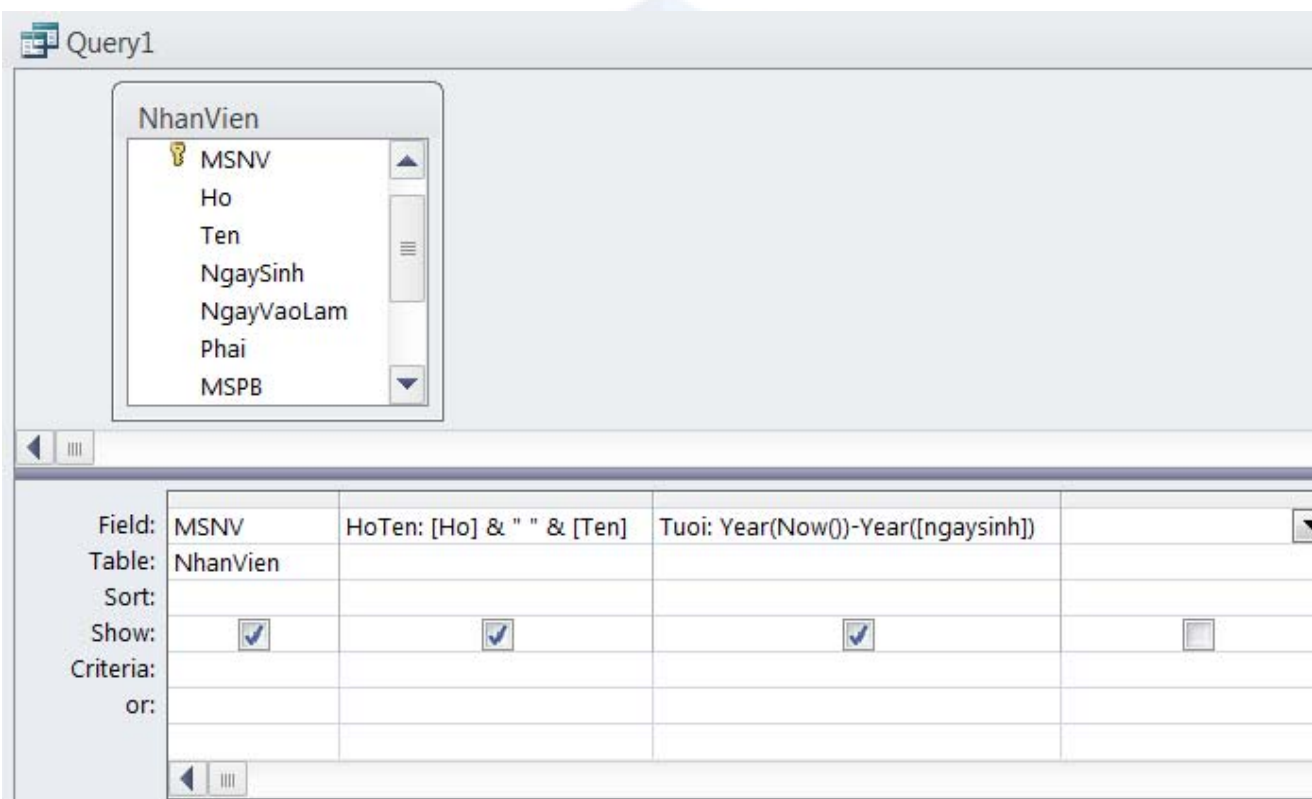 Query1
NhanVien
MSNV
Ho
Ten
NgaySinh
NgayVaoLam
Phai
MSPB
Field: MSNV HoTen: [Ho] & " " & [Ten] Tuoi: Year(Now())-Year([ngaysinh])
Table: NhanVien
Sort:
Show:
Criteria:
or: